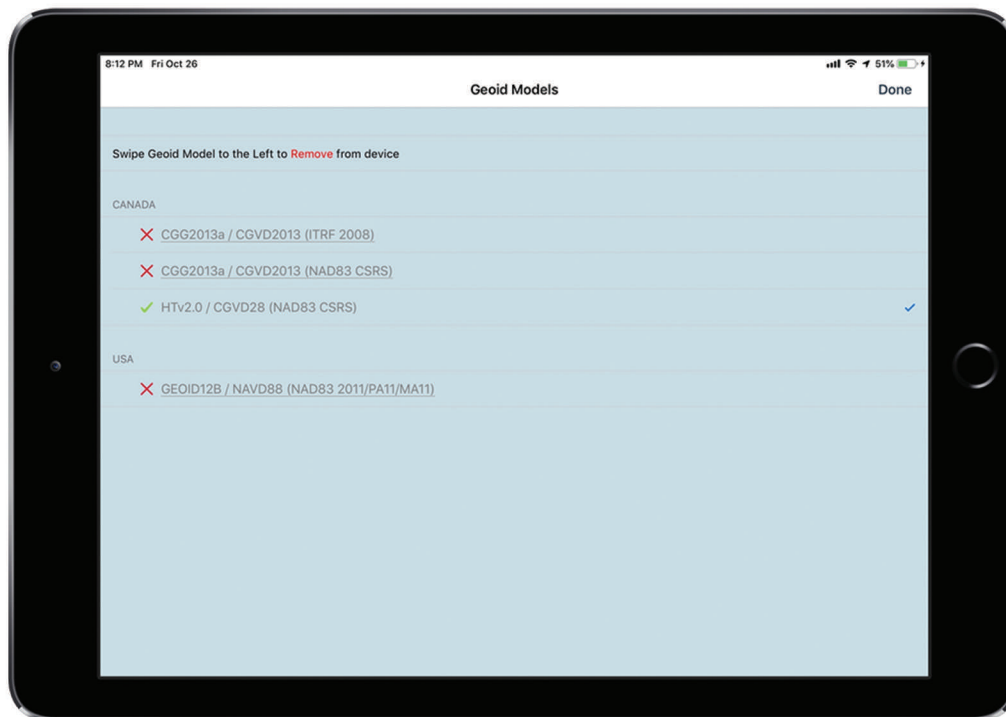 8:12 PM Fri Oct 26
51%
Geoid Models
Done
Swipe Geoid Model to the Left to Remove from device
CANADA
CGG2013a / CGVD2013 (ITRF 2008)
CGG2013a / CGVD2013 (NAD83 CSRS)
HTv2.0 / CGVD28 (NAD83 CSRS)
USA
GEOID12B / NAVD88 (NAD83 2011/PA11/MA11)